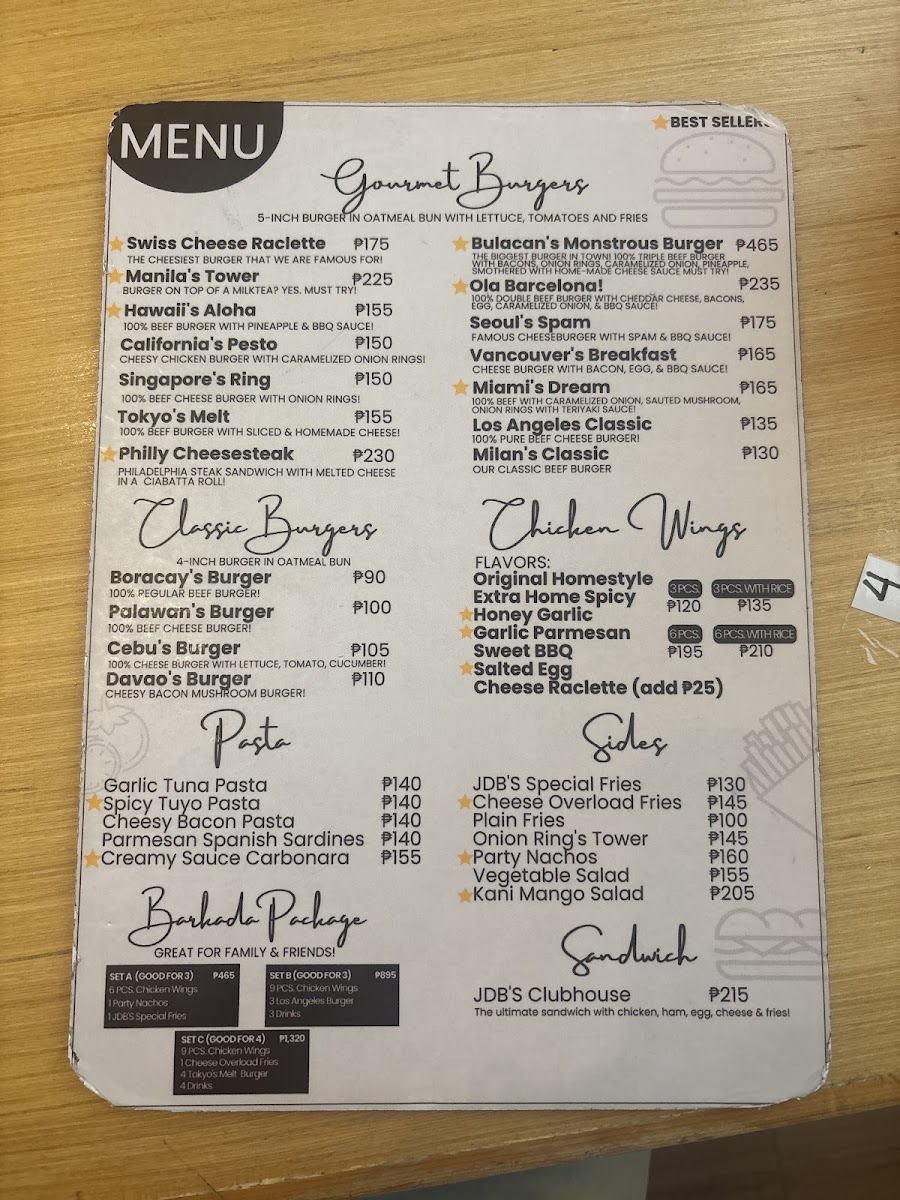 MENU
BEST SELLERS
Gourmet Burgers
5-INCH BURGER IN OATMEAL BUN WITH LETTUCE, TOMATOES AND FRIES
Swiss Cheese Raclette ₱175
THE CHEESIEST BURGER THAT WE ARE FAMOUS FOR!
Manila's Tower ₱225
BURGER ON TOP OF A MILKTEA? YES. MUST TRY!
Hawaii's Aloha ₱155
100% BEEF BURGER WITH PINEAPPLE & BBQ SAUCE!
California's Pesto ₱150
CHEESY CHICKEN BURGER WITH CARAMELIZED ONION RINGS!
Singapore's Ring ₱150
100% BEEF CHEESE BURGER WITH ONION RINGS!
Tokyo's Melt ₱155
100% BEEF BURGER WITH SLICED & HOMEMADE CHEESE!
Philly Cheesesteak ₱230
PHILADELPHIA STEAK SANDWICH WITH MELTED CHEESE
IN A CIABATTA ROLL!
Bulacan's Monstrous Burger ₱465
THE BIGGEST BURGER IN TOWN! 100% TRIPLE BEEF BURGER
WITH BACONS, ONION RINGS, CARAMELIZED ONION, PINEAPPLE,
SMOTHERED WITH HOME-MADE CHEESE SAUCE MUST TRY!
Ola Barcelona! ₱235
100% DOUBLE BEEF BURGER WITH CHEDDAR CHEESE, BACONS,
EGG, CARAMELIZED ONION, & BBQ SAUCE!
Seoul's Spam ₱175
FAMOUS CHEESEBURGER WITH SPAM & BBQ SAUCE!
Vancouver's Breakfast ₱165
CHEESE BURGER WITH BACON, EGG, & BBQ SAUCE!
Miami's Dream ₱165
100% BEEF WITH CARAMELIZED ONION, SAUTED MUSHROOM,
ONION RINGS WITH TERIYAKI SAUCE!
Los Angeles Classic ₱135
100% PURE BEEF CHEESE BURGER!
Milan's Classic ₱130
OUR CLASSIC BEEF BURGER
Classic Burgers
4-INCH BURGER IN OATMEAL BUN
Boracay's Burger ₱90
100% REGULAR BEEF BURGER!
Palawan's Burger ₱100
100% BEEF CHEESE BURGER!
Cebu's Burger ₱105
100% CHEESE BURGER WITH LETTUCE, TOMATO, CUCUMBER!
Davao's Burger ₱110
CHEESY BACON MUSHROOM BURGER!
Chicken Wings
FLAVORS:
Original Homestyle
Extra Home Spicy
Honey Garlic
Garlic Parmesan
Sweet BBQ
Salted Egg
Cheese Raclette (add ₱25)
3 PCS. 3 PCS. WITH RICE
₱120 ₱135
6 PCS. 6 PCS. WITH RICE
₱195 ₱210
Pasta
Garlic Tuna Pasta ₱140
Spicy Tuyo Pasta ₱140
Cheesy Bacon Pasta ₱140
Parmesan Spanish Sardines ₱140
Creamy Sauce Carbonara ₱155
Sides
JDB'S Special Fries ₱130
Cheese Overload Fries ₱145
Plain Fries ₱100
Onion Ring's Tower ₱145
Party Nachos ₱160
Vegetable Salad ₱155
Kani Mango Salad ₱205
Barkada Package
GREAT FOR FAMILY & FRIENDS!
SET A (GOOD FOR 3) ₱465
6 PCS. Chicken Wings
1 Party Nachos
1 JDB'S Special Fries
SET B (GOOD FOR 3) ₱895
9 PCS. Chicken Wings
3 Los Angeles Burger
3 Drinks
SET C (GOOD FOR 4) ₱1,320
9 PCS. Chicken Wings
1 Cheese Overload Fries
4 Tokyo's Melt Burger
4 Drinks
Sandwich
JDB'S Clubhouse ₱215
The ultimate sandwich with chicken, ham, egg, cheese & fries!
4